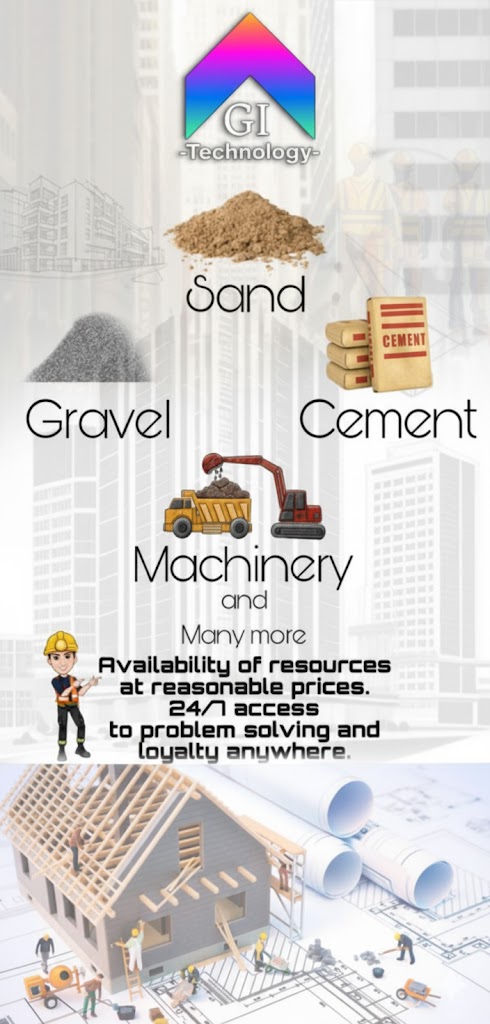 GI
-Technology-
Sand
CEMENT
Gravel
Cement
Machinery
and
Many more
Availability of resources
at reasonable prices.
24/7 access
to problem solving and
loyalty anywhere.